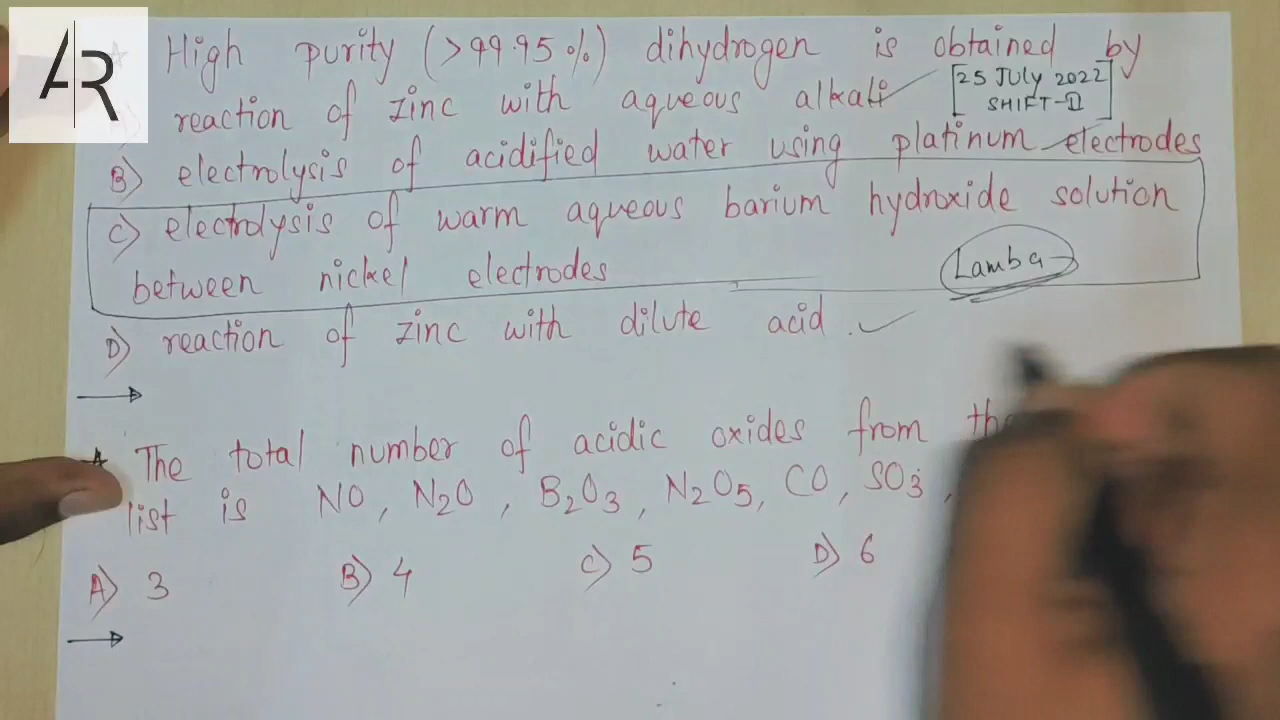 AR
High purity (>99.95%) dihydrogen is obtained by
reaction of zinc with aqueous alkali
[25 JULY 2022
SHIFT-II]
B) electrolysis of acidified water using platinum electrodes
C) electrolysis of warm aqueous barium hydroxide solution
between nickel electrodes
Lamba
D) reaction of zinc with dilute acid.
The total number of acidic oxides from
list is NO, N2O, B2O3, N2O5, CO, SO3,
A) 3 B) 4 C) 5 D) 6